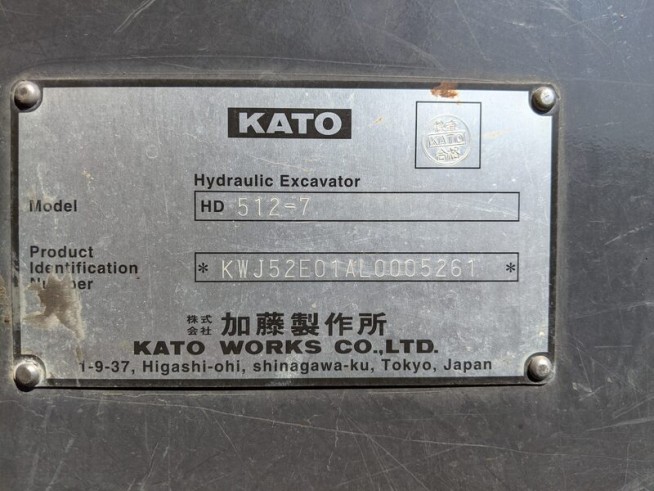 KATO
Hydraulic Excavator
Model HD 512-7
Product
Identification
Number
* KWJ52E01AL0005261 *
株式会社 加藤製作所
KATO WORKS CO.,LTD.
1-9-37, Higashi-ohi, shinagawa-ku, Tokyo, Japan